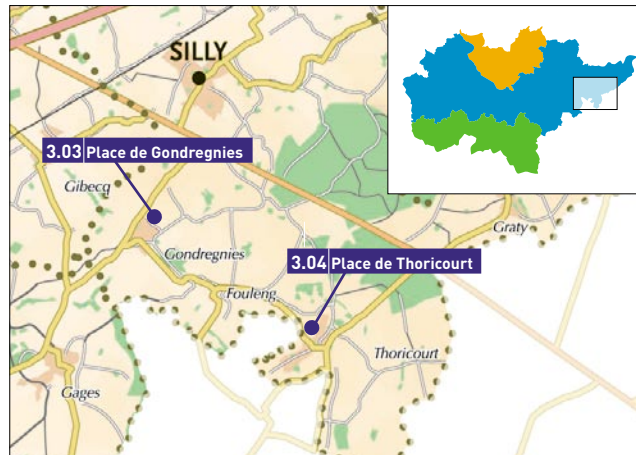 SILLY
3.03 Place de Gondregnies
Gibecq
Graty
Gondregnies
3.04 Place de Thoricourt
Fouleng
Thoricourt
Gages